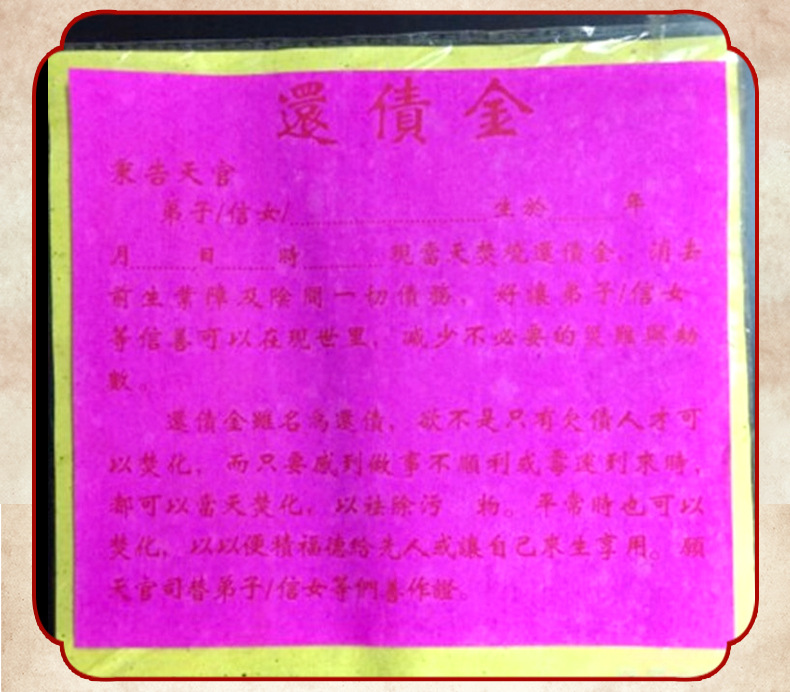 還債金
稟告天官
弟子/信女/ 生於 年
月 日 時 現當天焚燒還債金，消去
前生業障及陰間一切債務，好讓弟子/信女
等信善可以在現世里，減少不必要的災難與劫
數。
還債金雖名為還債，欲不是只有欠債人才可
以焚化，而只要感到做事不順利或霉迷到來時，
都可以當天焚化，以祛除污 物。平常時也可以
焚化，以以便積福德給先人或讓自己來生享用。願
天官司替弟子/信女等們善作證。